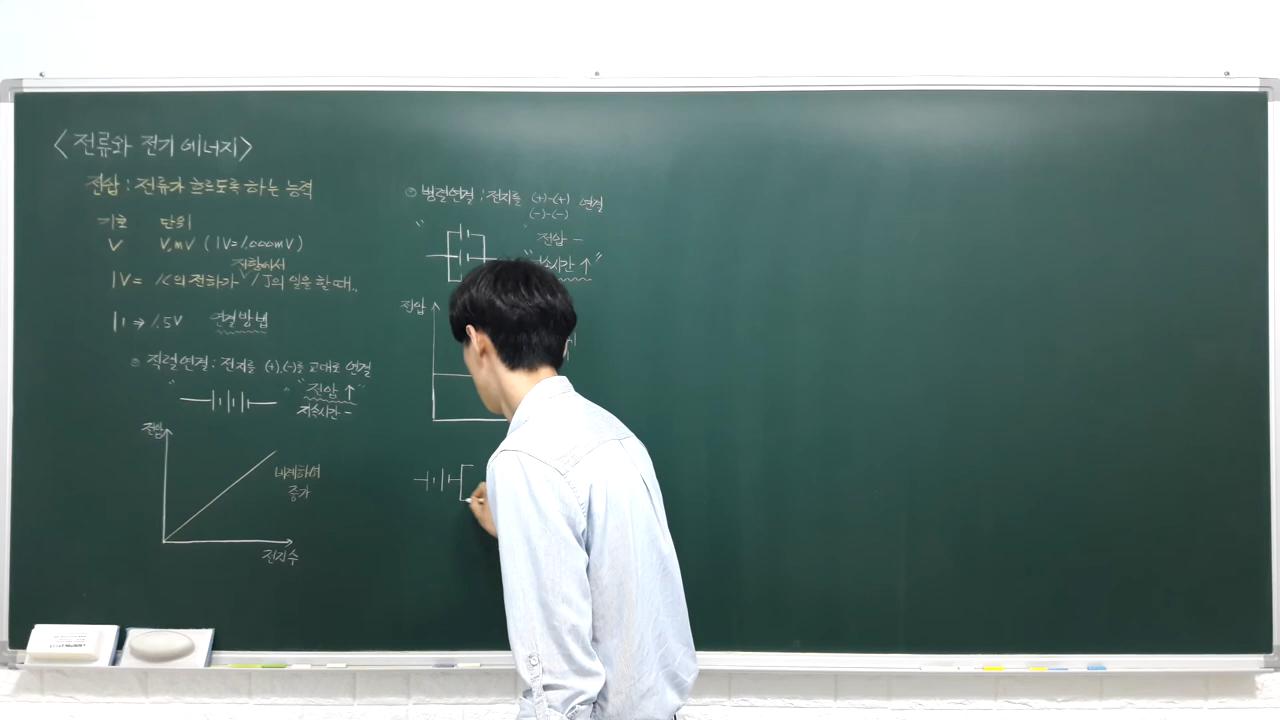 <전류와 전기 에너지>
전압 : 전류가 흐르도록 하는 능력
기호 단위
V V, mV ( 1V=1,000mV )
저항에서
1V = 1C의 전하가 1J의 일을 할 때..
⇒ 1.5V 연결방법
⊙ 직렬연결 : 전지를 (+),(-)를 교대로 연결
"전압 ↑"
지속시간 -
전압
비례하여
증가
전지수
⊙ 병렬연결 : 전지를 (+)-(+) 연결
(-)-(-)
전압 -
시간 ↑"
전압